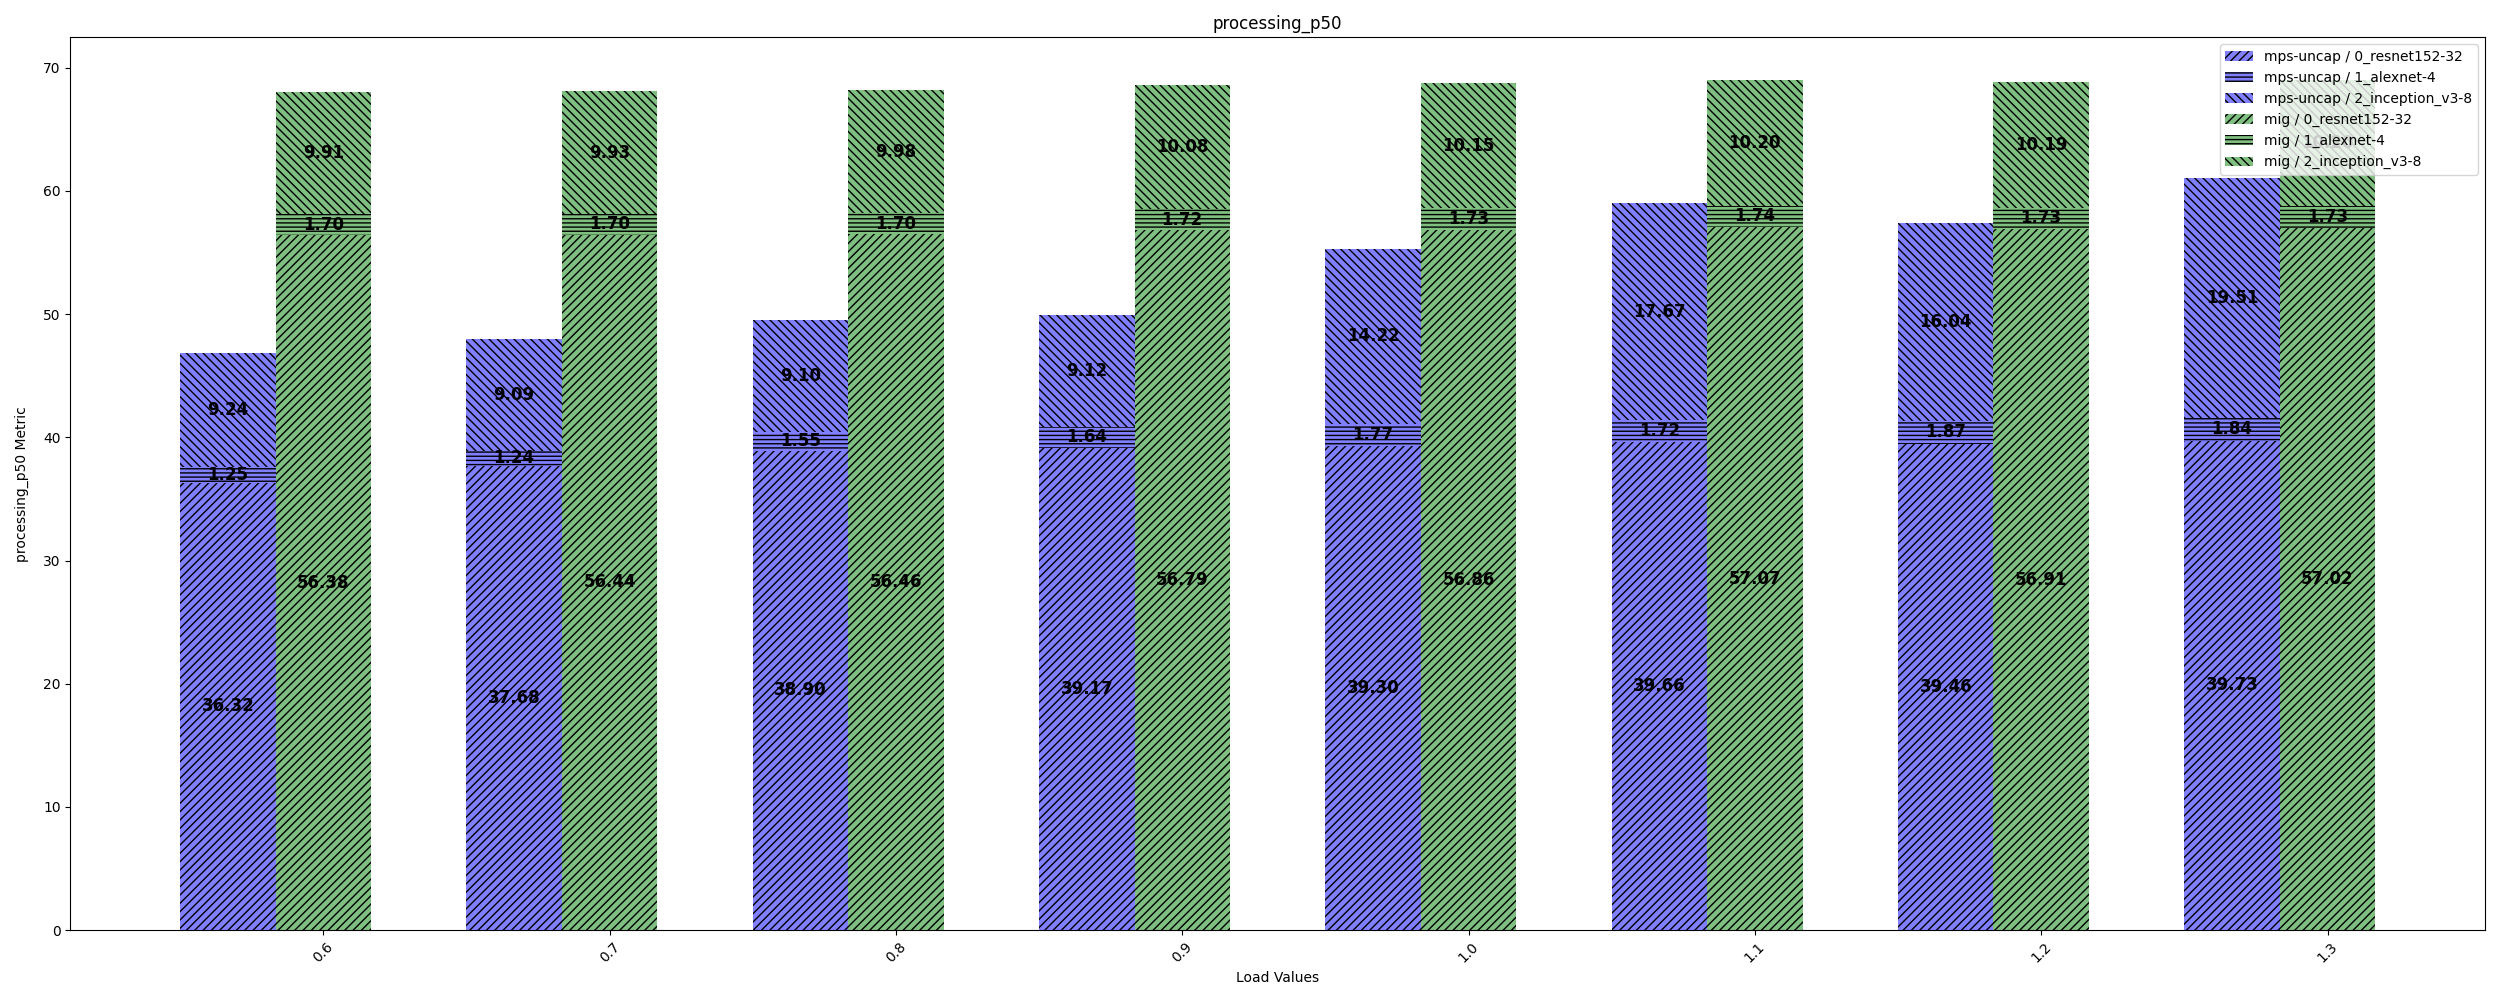 processing_p50
mps-uncap / 0_resnet152-32
mps-uncap / 1_alexnet-4
mps-uncap / 2_inception_v3-8
mig / 0_resnet152-32
mig / 1_alexnet-4
mig / 2_inception_v3-8
processing_p50 Metric
70
60
50
40
30
20
10
0
9.91 9.93 9.98 10.08 10.15 10.20 10.19
1.70 1.70 1.70 1.72 1.73 1.74 1.73 1.73
9.24 9.09 9.10 9.12 14.22 17.67 16.04 19.51
1.25 1.24 1.55 1.64 1.77 1.72 1.87 1.84
56.38 56.44 56.46 56.79 56.86 57.07 56.91 57.02
36.32 37.68 38.90 39.17 39.30 39.66 39.46 39.73
0.6 0.7 0.8 0.9 1.0 1.1 1.2 1.3
Load Values